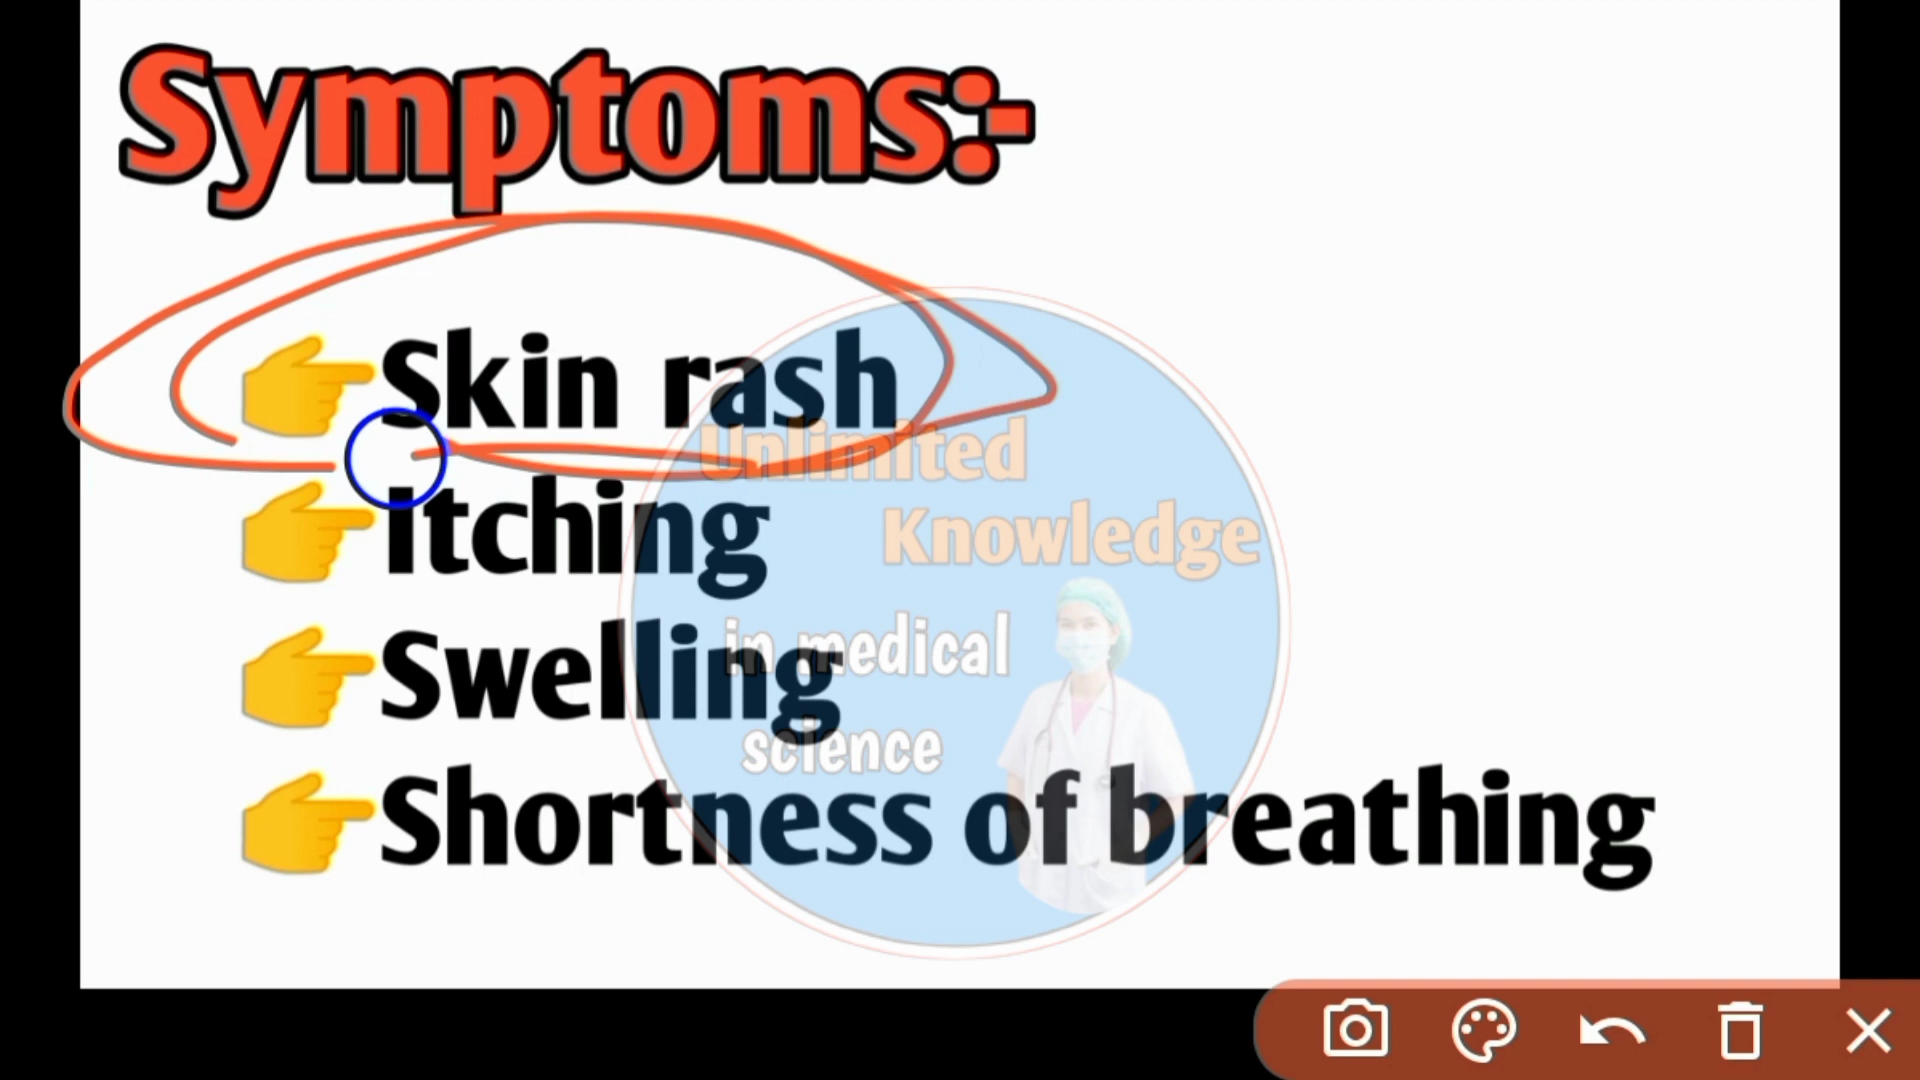 Symptoms:-
👉Skin rash
👉Itching
👉Swelling
👉Shortness of breathing
Unlimited
Knowledge
in medical
science